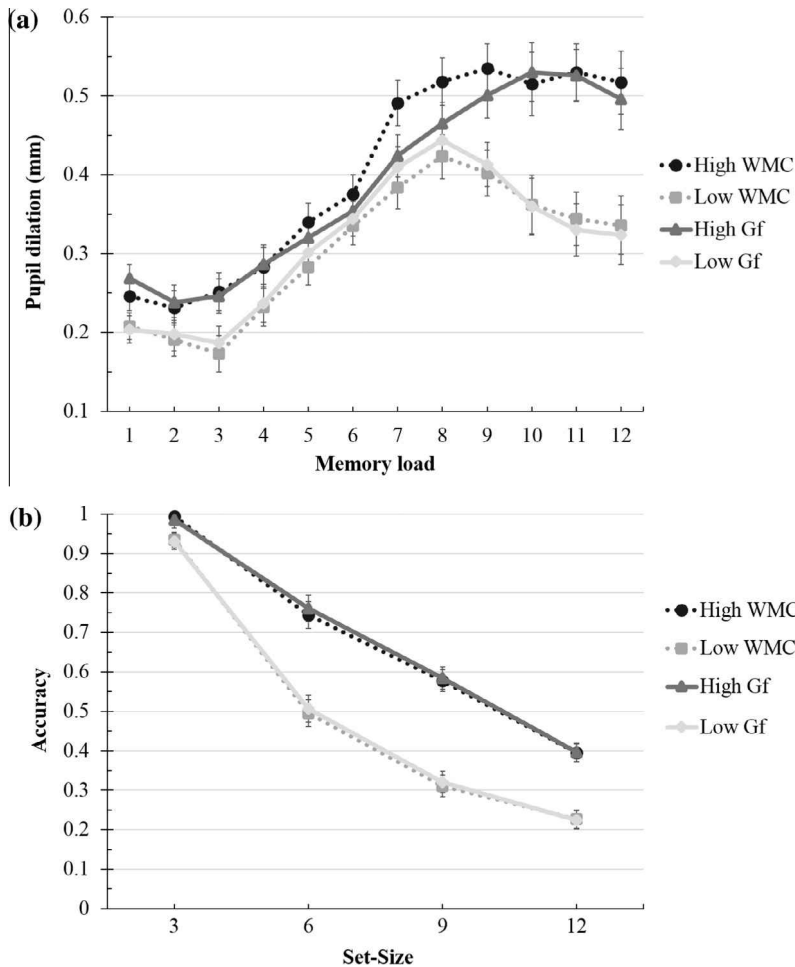 (a)
0.6
0.5
0.4
0.3
0.2
0.1
Pupil dilation (mm)
1 2 3 4 5 6 7 8 9 10 11 12
Memory load
High WMC
Low WMC
High Gf
Low Gf
(b)
1
0.9
0.8
0.7
0.6
0.5
0.4
0.3
0.2
0.1
0
Accuracy
3 6 9 12
Set-Size
High WMC
Low WMC
High Gf
Low Gf